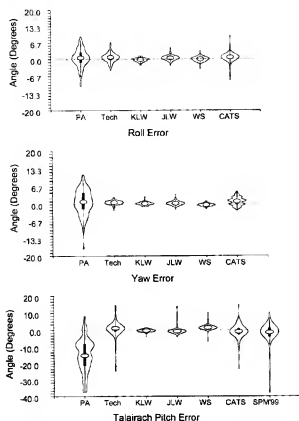 20.0
13.3
6.7
0.0
-6.7
-13.3
-20.0
Angle (Degrees)
PA Tech KLW JLW WS CATS
Roll Error
20.0
13.3
6.7
0.0
-6.7
-13.3
-20.0
Angle (Degrees)
PA Tech KLW JLW WS CATS
Yaw Error
20.0
10.0
0.0
-10.0
-20.0
-30.0
-40.0
Angle (Degrees)
PA Tech KLW JLW WS CATS SPM'99
Talairach Pitch Error